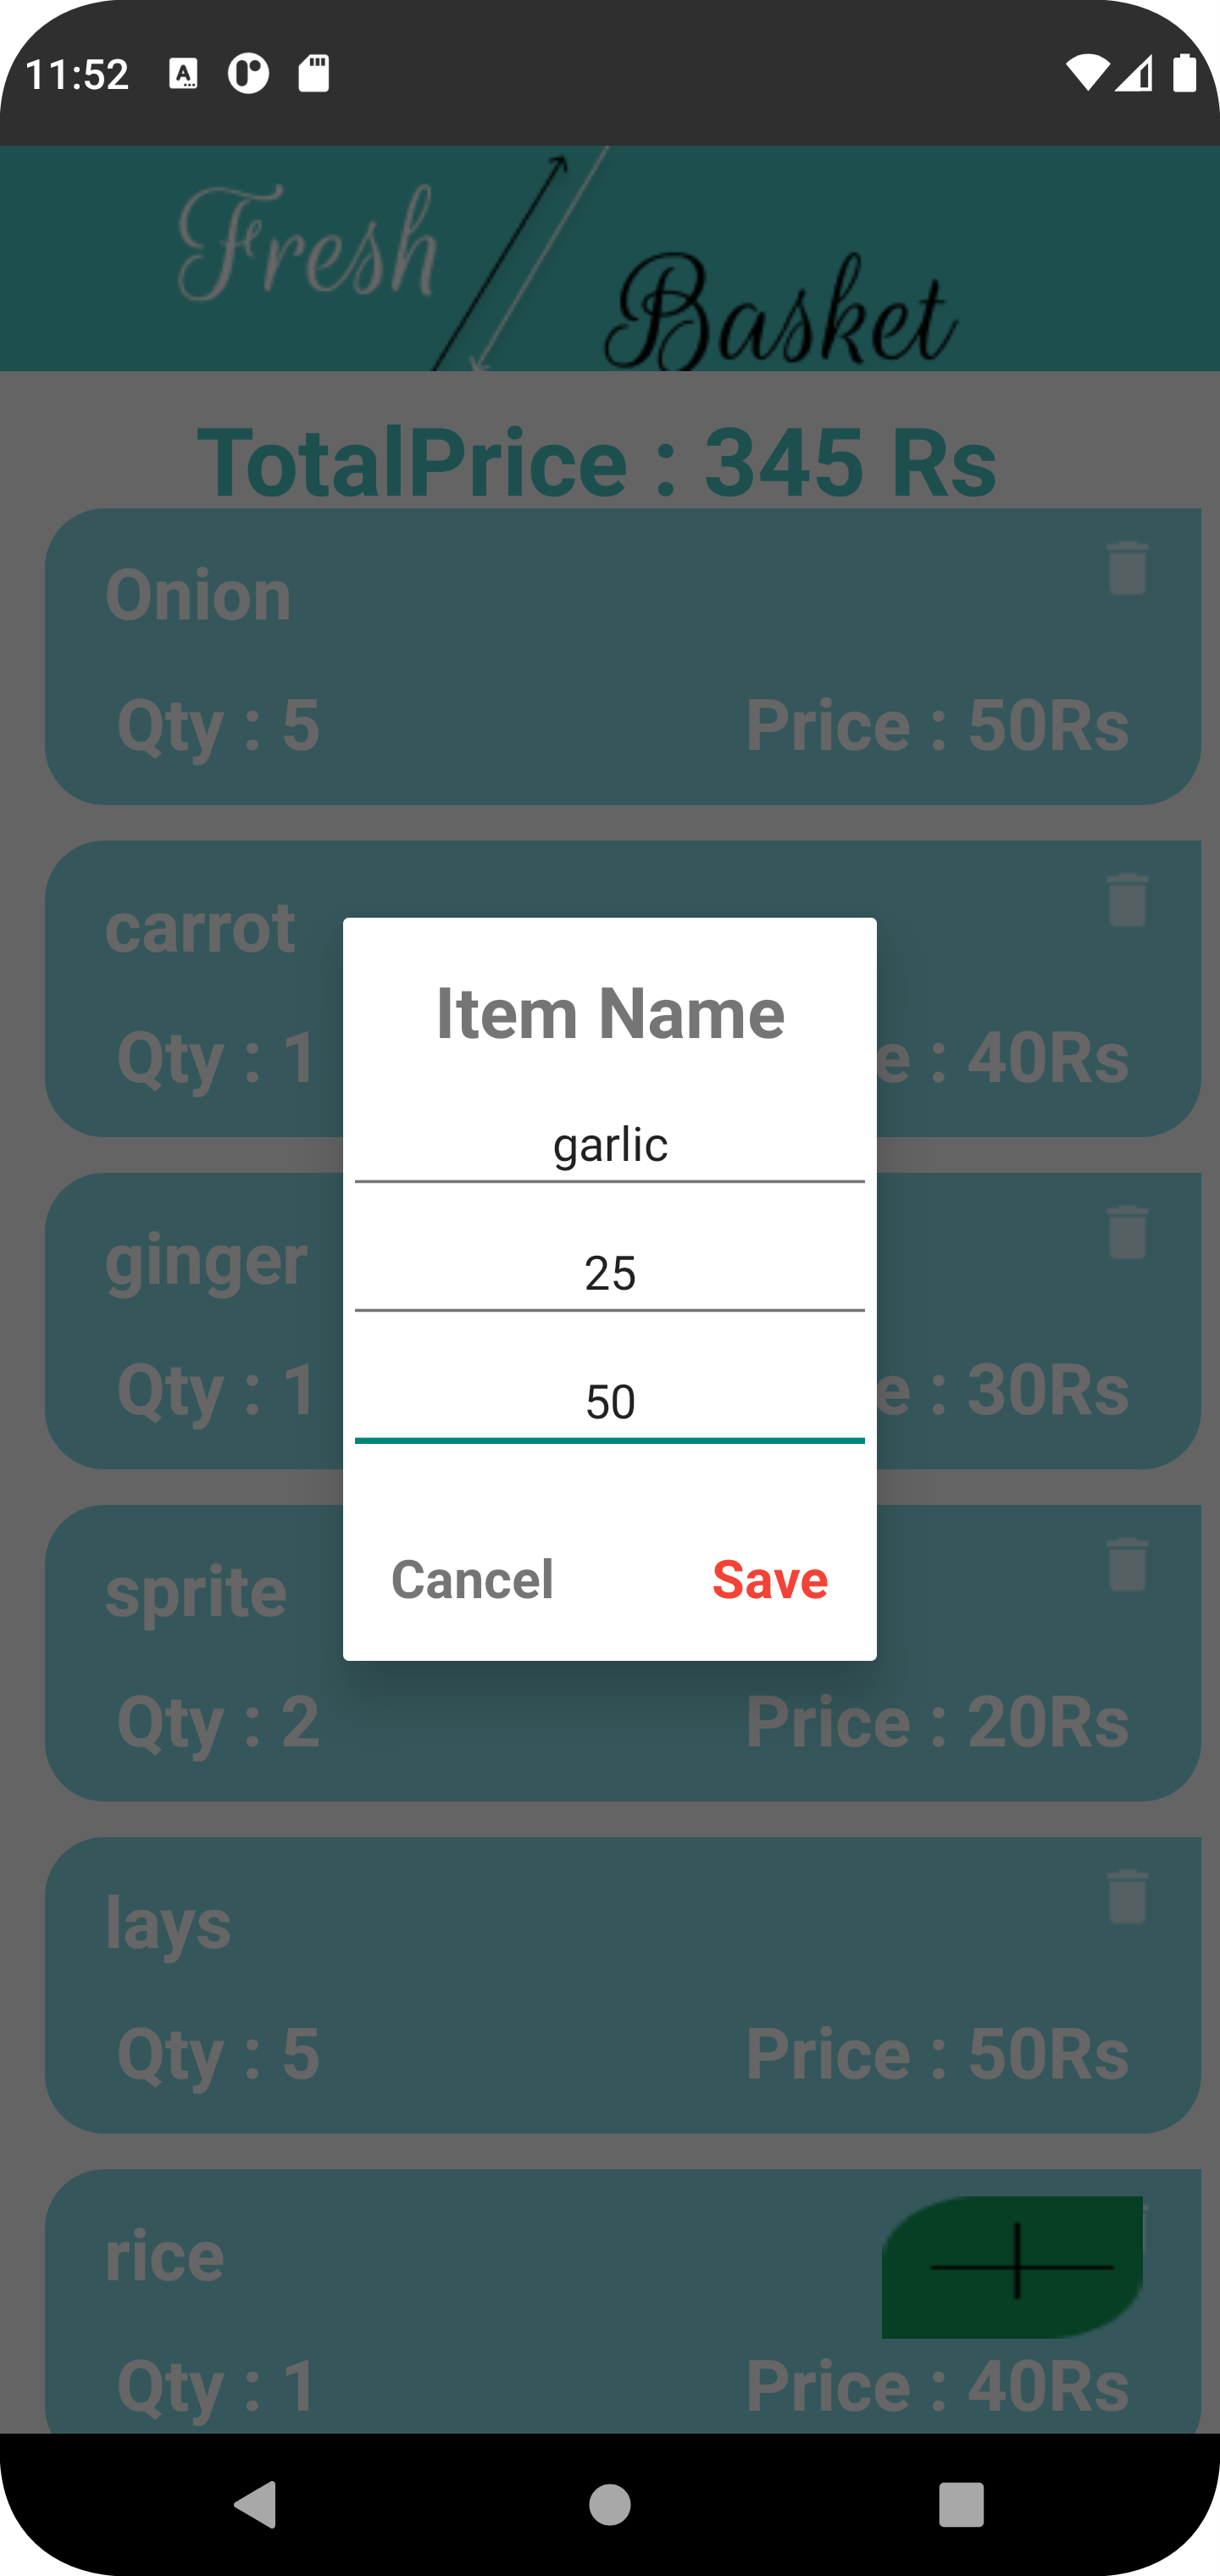 11:52
Fresh
Basket
TotalPrice : 345 Rs
Onion
Qty : 5 Price : 50Rs
carrot
Qty : 1 e : 40Rs
ginger
Qty : 1 e : 30Rs
Item Name
garlic
25
50
Cancel Save
sprite
Qty : 2 Price : 20Rs
lays
Qty : 5 Price : 50Rs
rice
Qty : 1 Price : 40Rs